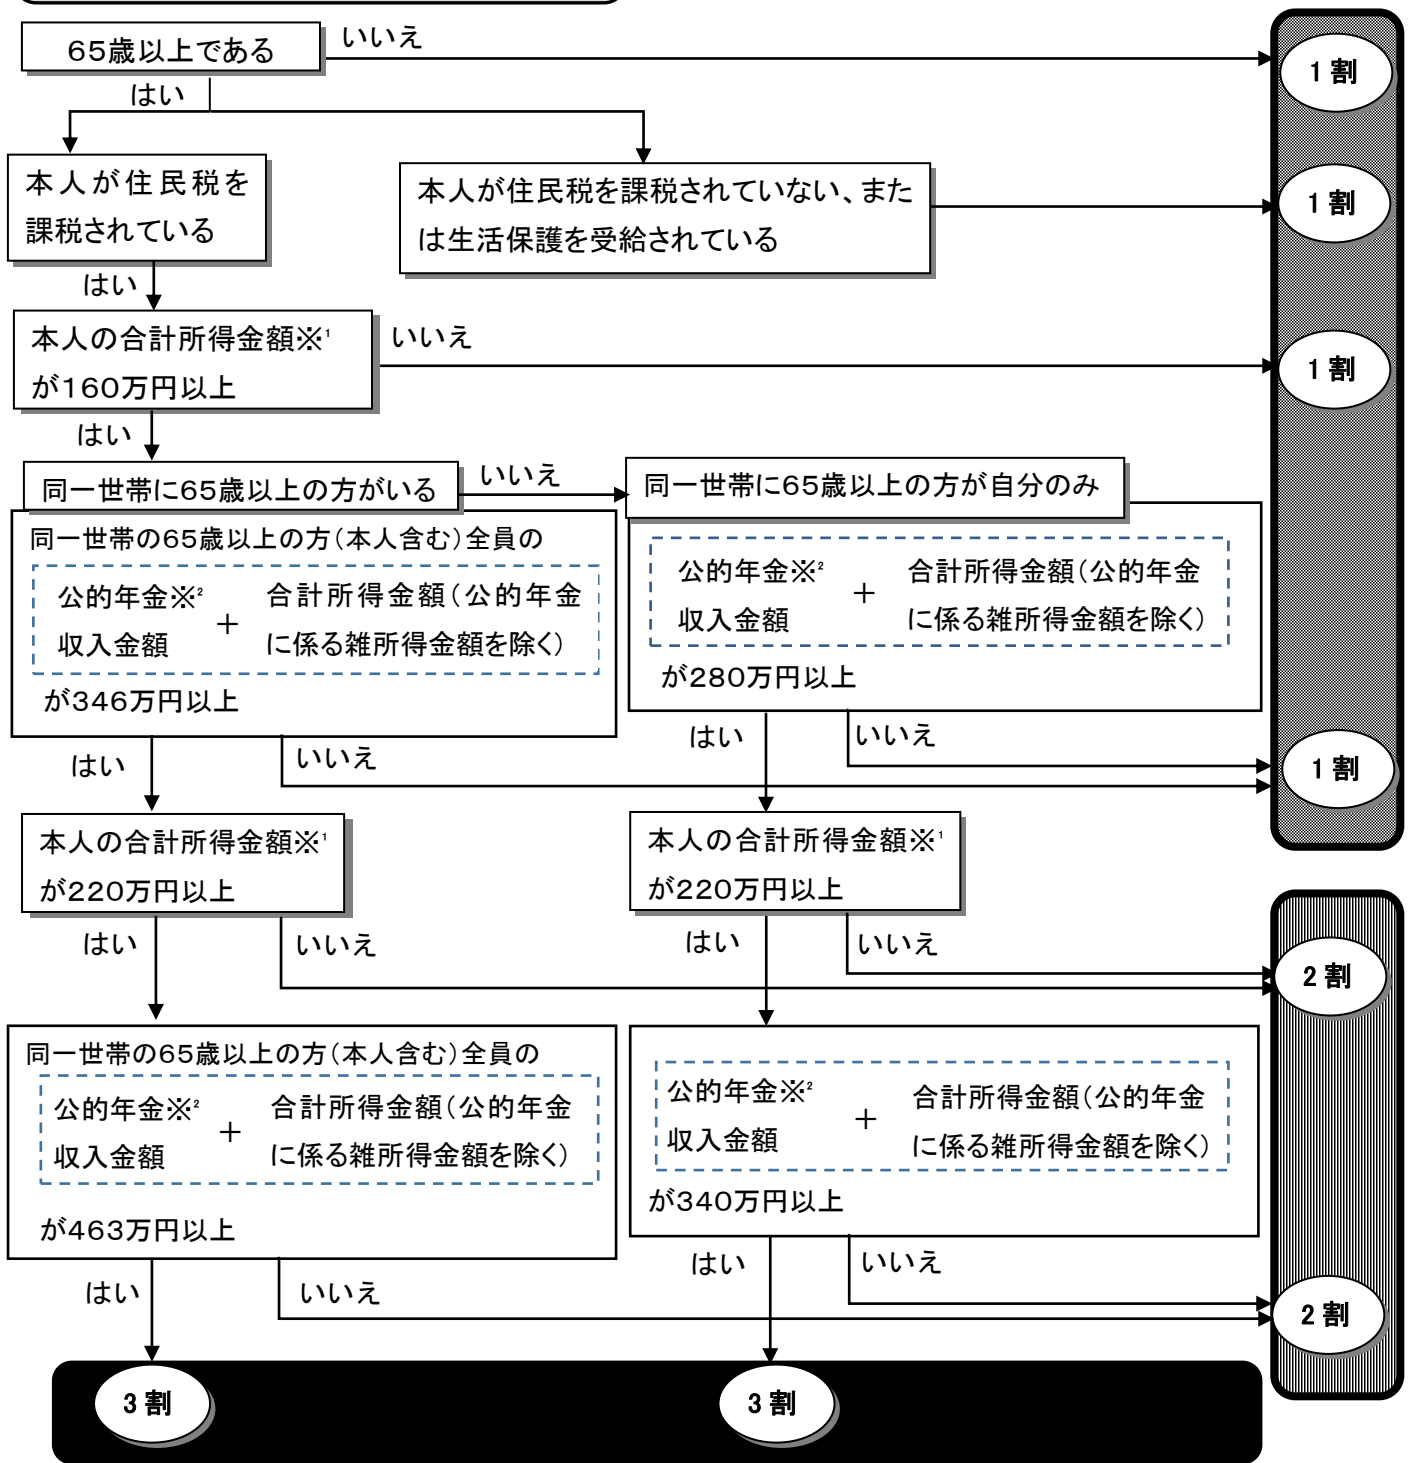 65歳以上である
いいえ
1割
はい
本人が住民税を
課税されている
本人が住民税を課税されていない、また
は生活保護を受給されている
1割
はい
本人の合計所得金額※¹
が160万円以上
いいえ
1割
はい
同一世帯に65歳以上の方がいる
いいえ
同一世帯に65歳以上の方が自分のみ
同一世帯の65歳以上の方(本人含む)全員の
公的年金※²
収入金額
+
合計所得金額(公的年金
に係る雑所得金額を除く)
が346万円以上
公的年金※²
収入金額
+
合計所得金額(公的年金
に係る雑所得金額を除く)
が280万円以上
はい
いいえ
はい
いいえ
1割
本人の合計所得金額※¹
が220万円以上
本人の合計所得金額※¹
が220万円以上
はい
いいえ
はい
いいえ
2割
同一世帯の65歳以上の方(本人含む)全員の
公的年金※²
収入金額
+
合計所得金額(公的年金
に係る雑所得金額を除く)
が463万円以上
公的年金※²
収入金額
+
合計所得金額(公的年金
に係る雑所得金額を除く)
が340万円以上
はい
いいえ
はい
いいえ
2割
3割
3割